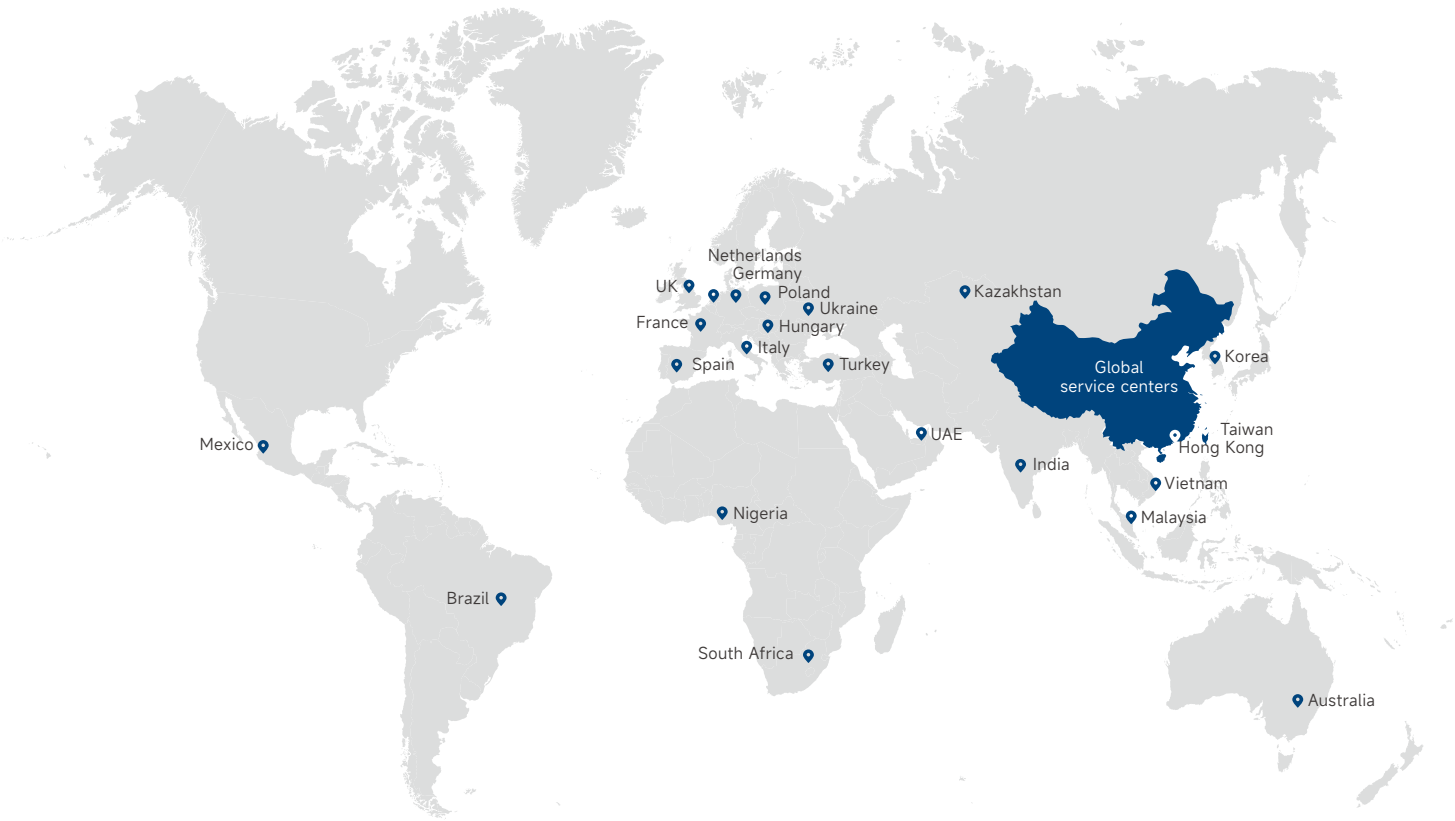 Netherlands
Germany
UK
Poland
Kazakhstan
Ukraine
France
Hungary
Italy
Korea
Spain
Turkey
Global
service centers
Taiwan
UAE
Mexico
Hong Kong
India
Vietnam
Nigeria
Malaysia
Brazil
South Africa
Australia